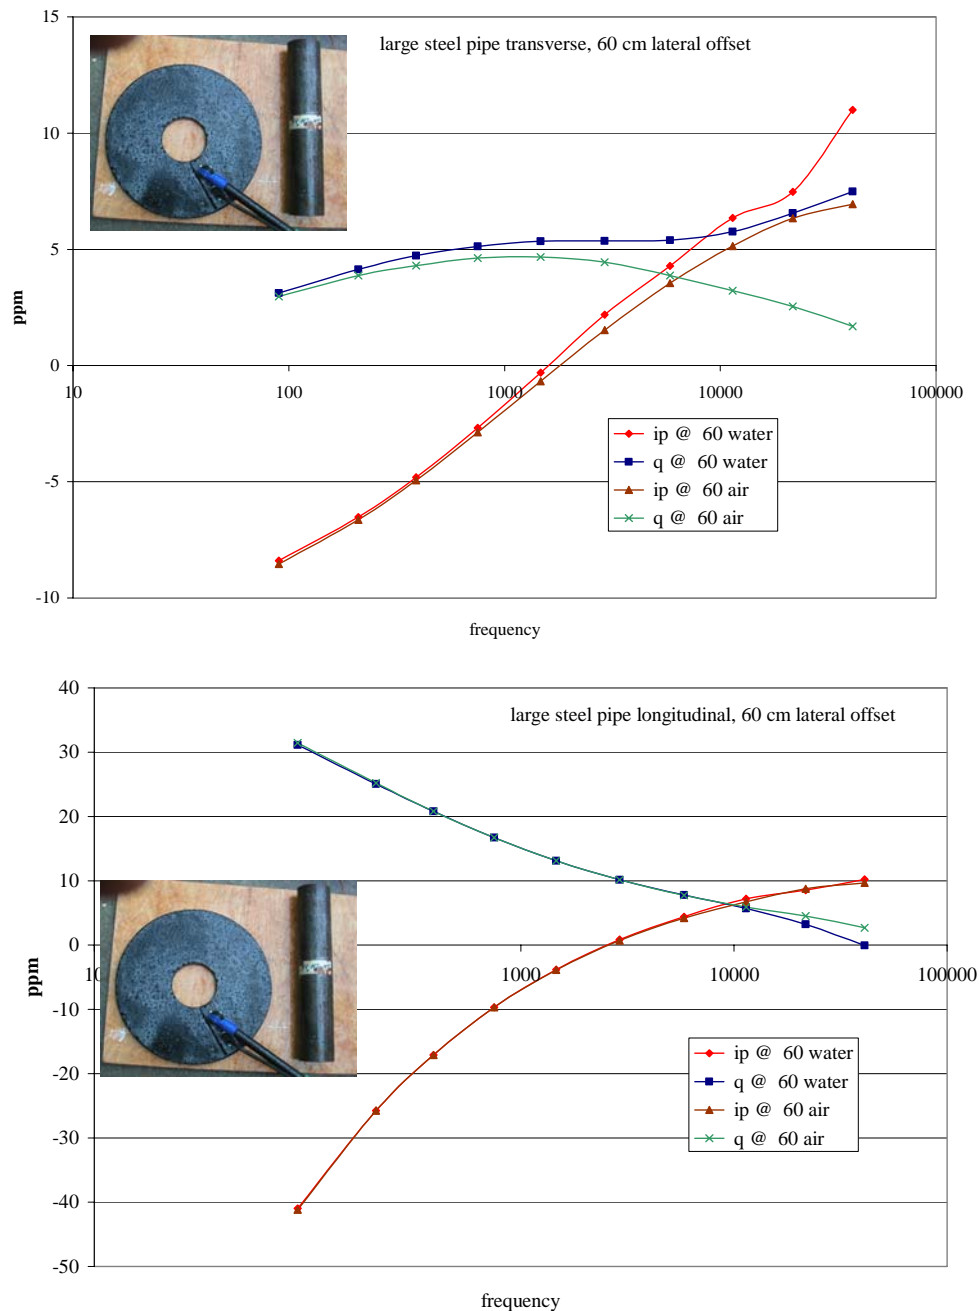 15
large steel pipe transverse, 60 cm lateral offset
10
5
ppm
0
10
100
1000
10000
100000
ip @ 60 water
q @ 60 water
-5
ip @ 60 air
q @ 60 air
-10
frequency
40
large steel pipe longitudinal, 60 cm lateral offset
30
20
10
0
10
1000
10000
100000
ppm
-10
ip @ 60 water
-20
q @ 60 water
ip @ 60 air
-30
q @ 60 air
-40
-50
frequency